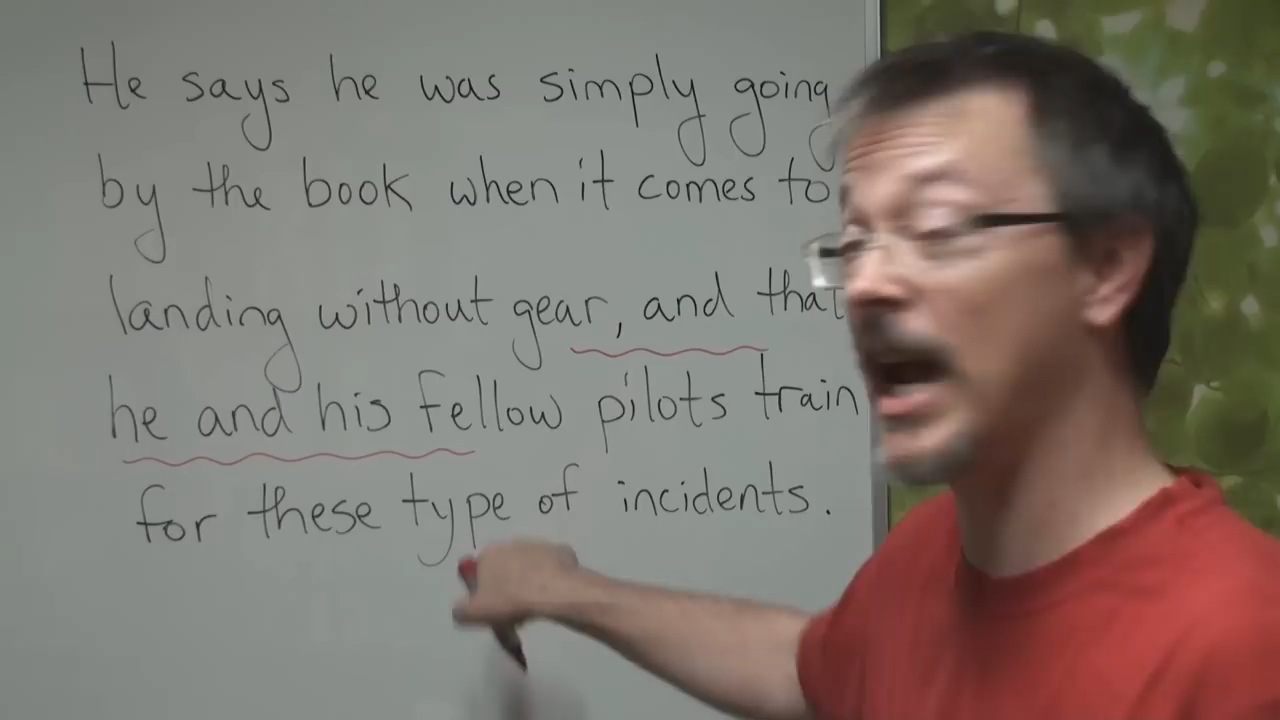 He says he was simply going
by the book when it comes to
landing without gear, and that
he and his fellow pilots train
for these type of incidents.